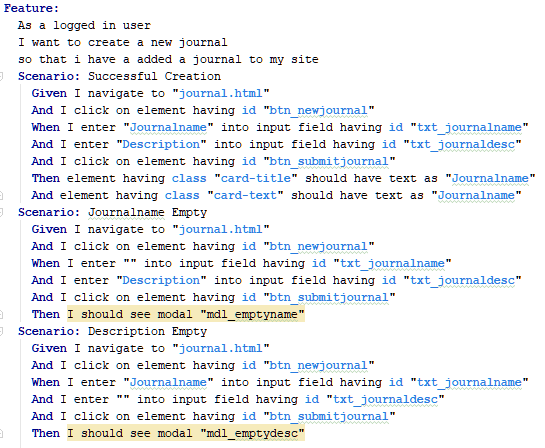 Feature:
As a logged in user
I want to create a new journal
so that i have a added a journal to my site
Scenario: Successful Creation
Given I navigate to "journal.html"
And I click on element having id "btn_newjournal"
When I enter "Journalname" into input field having id "txt_journalname"
And I enter "Description" into input field having id "txt_journaldesc"
And I click on element having id "btn_submitjournal"
Then element having class "card-title" should have text as "Journalname"
And element having class "card-text" should have text as "Journalname"
Scenario: Journalname Empty
Given I navigate to "journal.html"
And I click on element having id "btn_newjournal"
When I enter "" into input field having id "txt_journalname"
And I enter "Description" into input field having id "txt_journaldesc"
And I click on element having id "btn_submitjournal"
Then I should see modal "mdl_emptyname"
Scenario: Description Empty
Given I navigate to "journal.html"
And I click on element having id "btn_newjournal"
When I enter "Journalname" into input field having id "txt_journalname"
And I enter "" into input field having id "txt_journaldesc"
And I click on element having id "btn_submitjournal"
Then I should see modal "mdl_emptydesc"